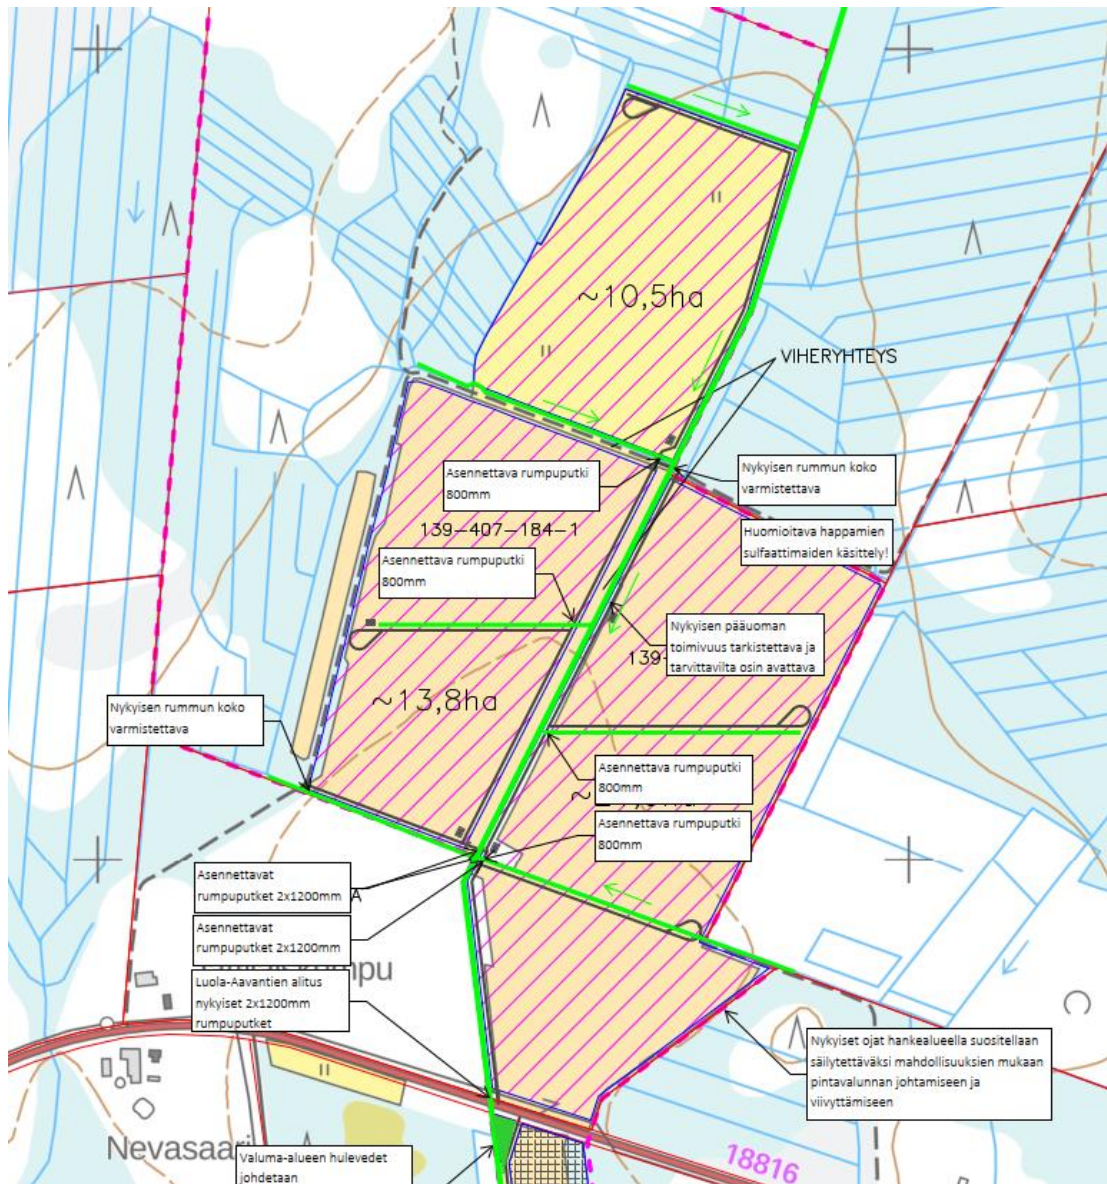 ~10,5ha
VIHERYHTEYS
Asennettava rumpuputki
800mm
Nykyisen rummun koko
varmistettava
139-407-184-1
Huomioitava happamien
sulfaattimaiden käsittely!
Asennettava rumpuputki
800mm
Nykyisen pääuoman
toimivuus tarkistettava ja
tarvittavilta osin avattava
139-
~13,8ha
Nykyisen rummun koko
varmistettava
Asennettava rumpuputki
800mm
Asennettava rumpuputki
800mm
Asennettavat
rumpuputket 2x1200mm
A
Asennettavat
rumpuputket 2x1200mm
Luola-Aavantien alitus
nykyiset 2x1200mm
rumpuputket
Nykyiset ojat hankealueella suositellaan
säilytettäväksi mahdollisuuksien mukaan
pintavalunnan johtamiseen ja
viivyttämiseen
Nevasaari
Valuma-alueen hulevedet
johdetaan
18816